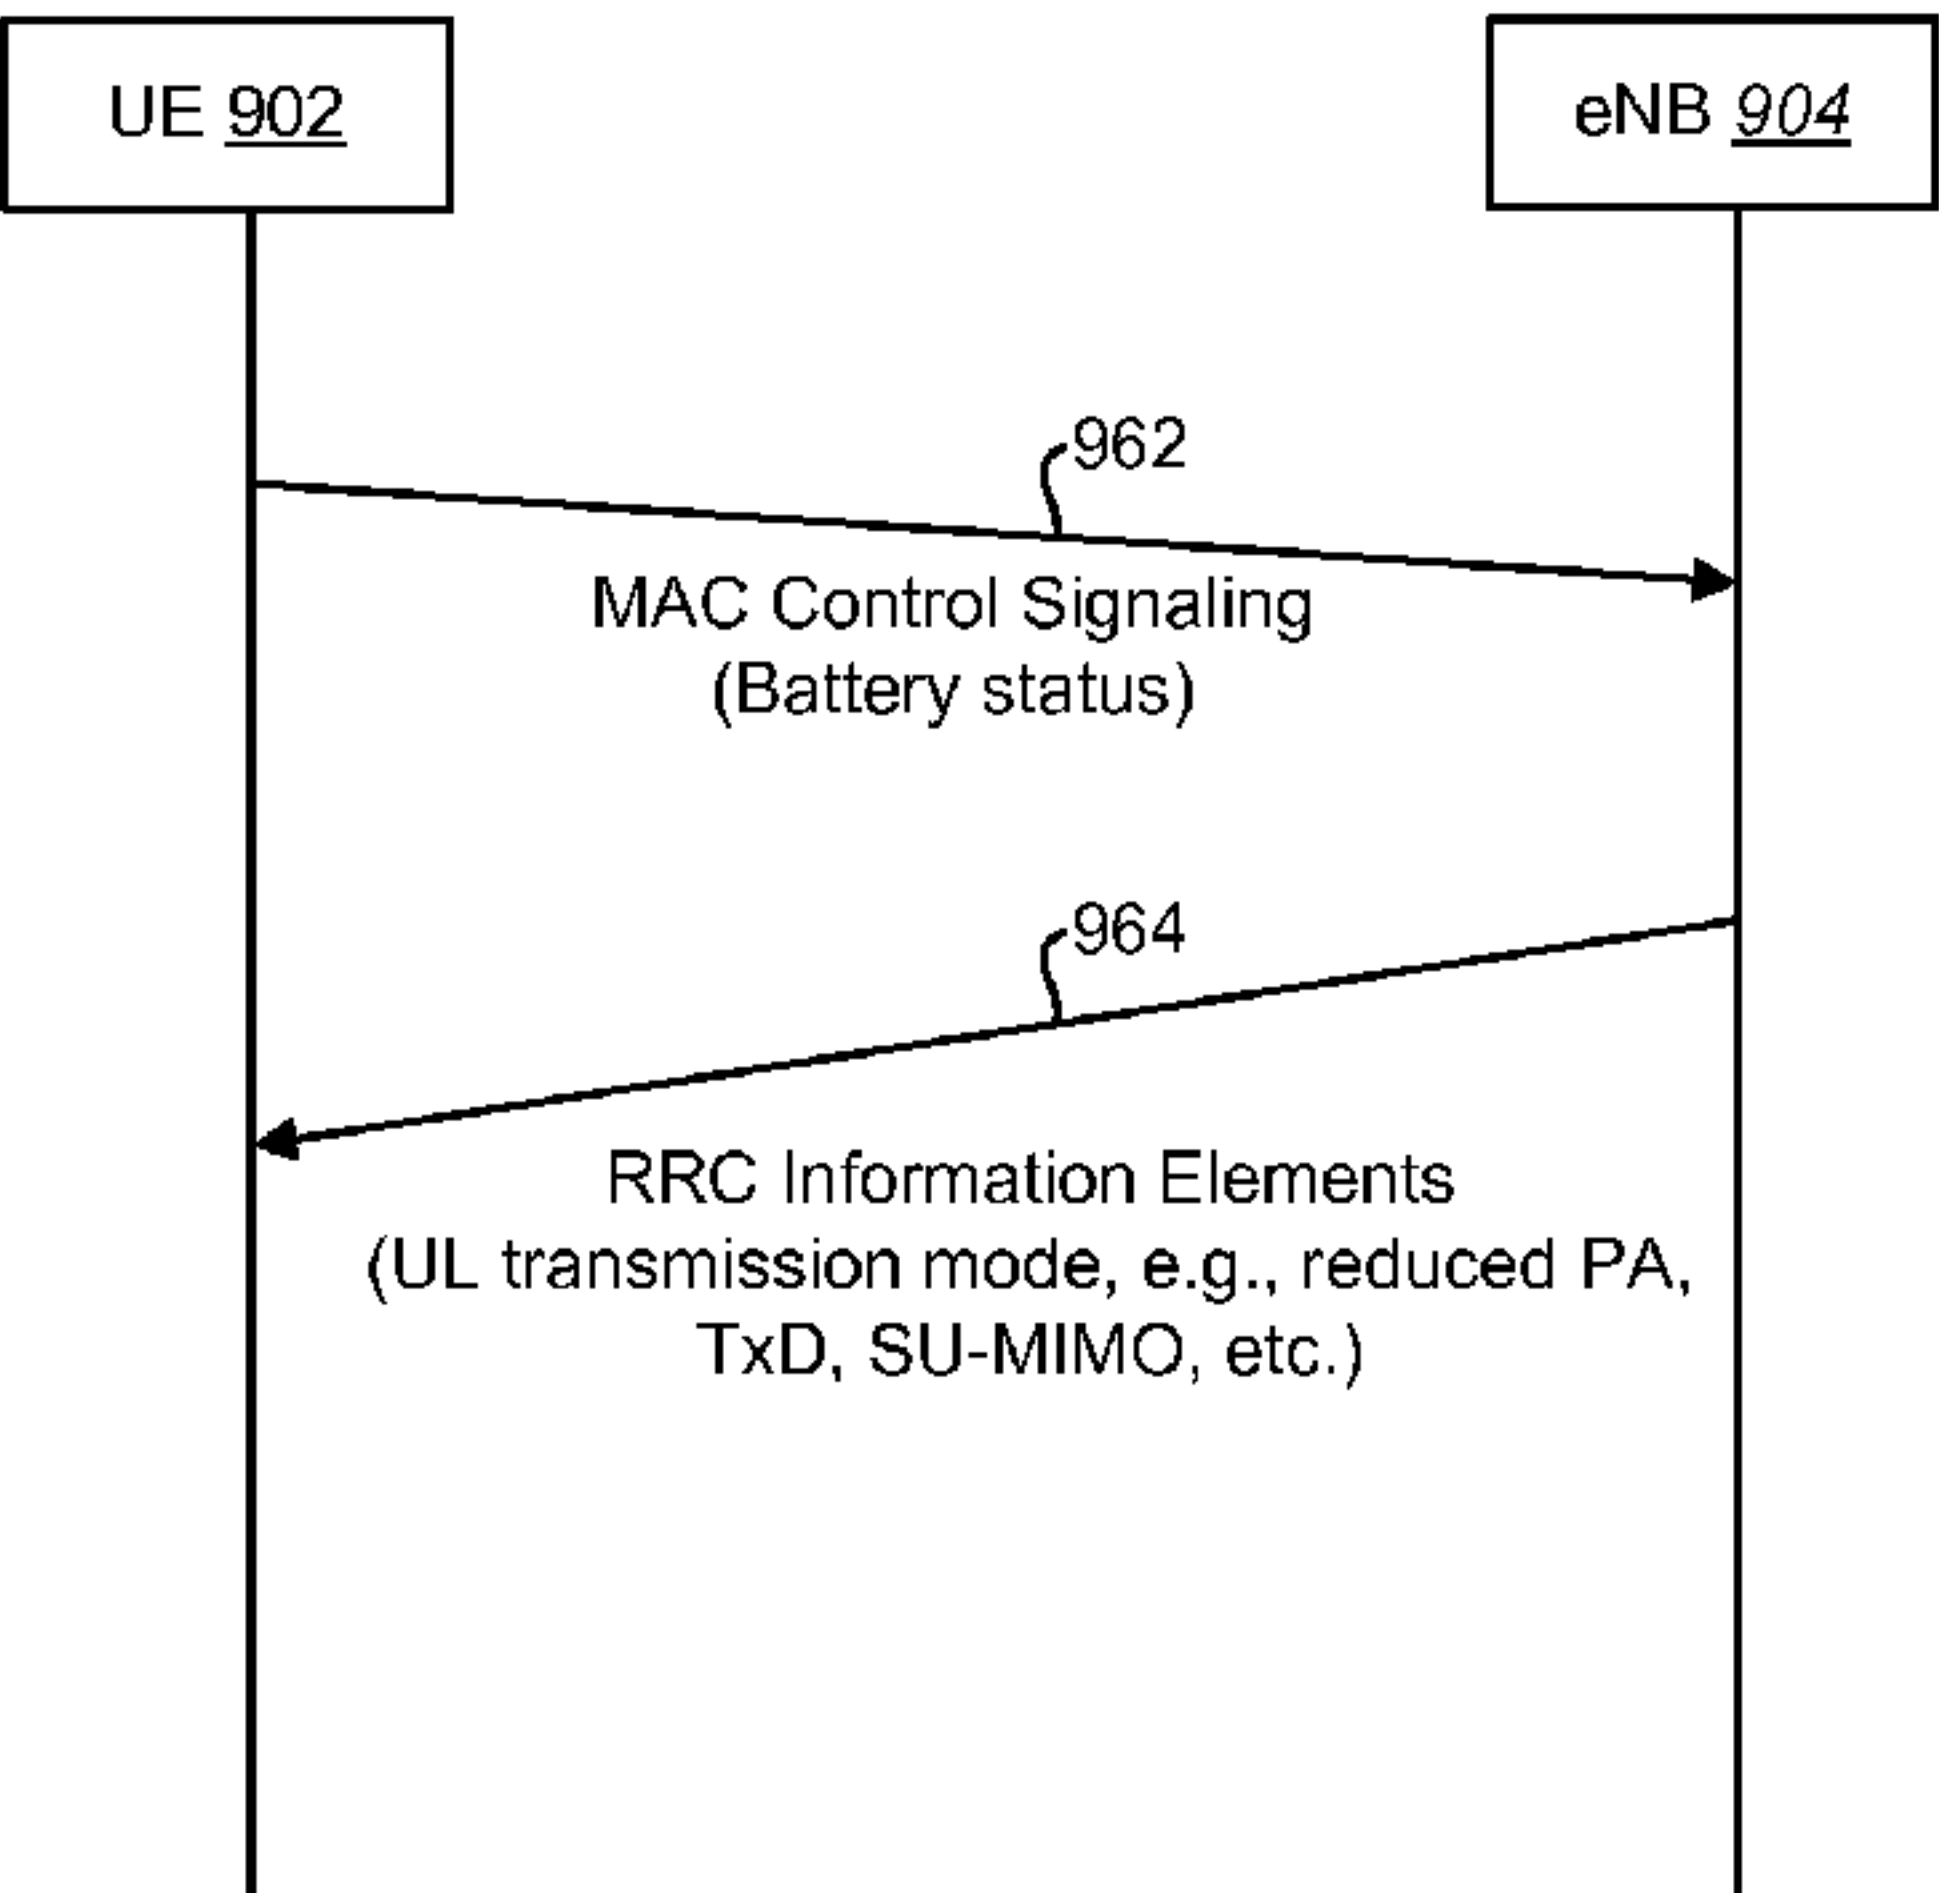 UE 902
eNB 904
962
MAC Control Signaling
(Battery status)
964
RRC Information Elements
(UL transmission mode, e.g., reduced PA,
TxD, SU-MIMO, etc.)